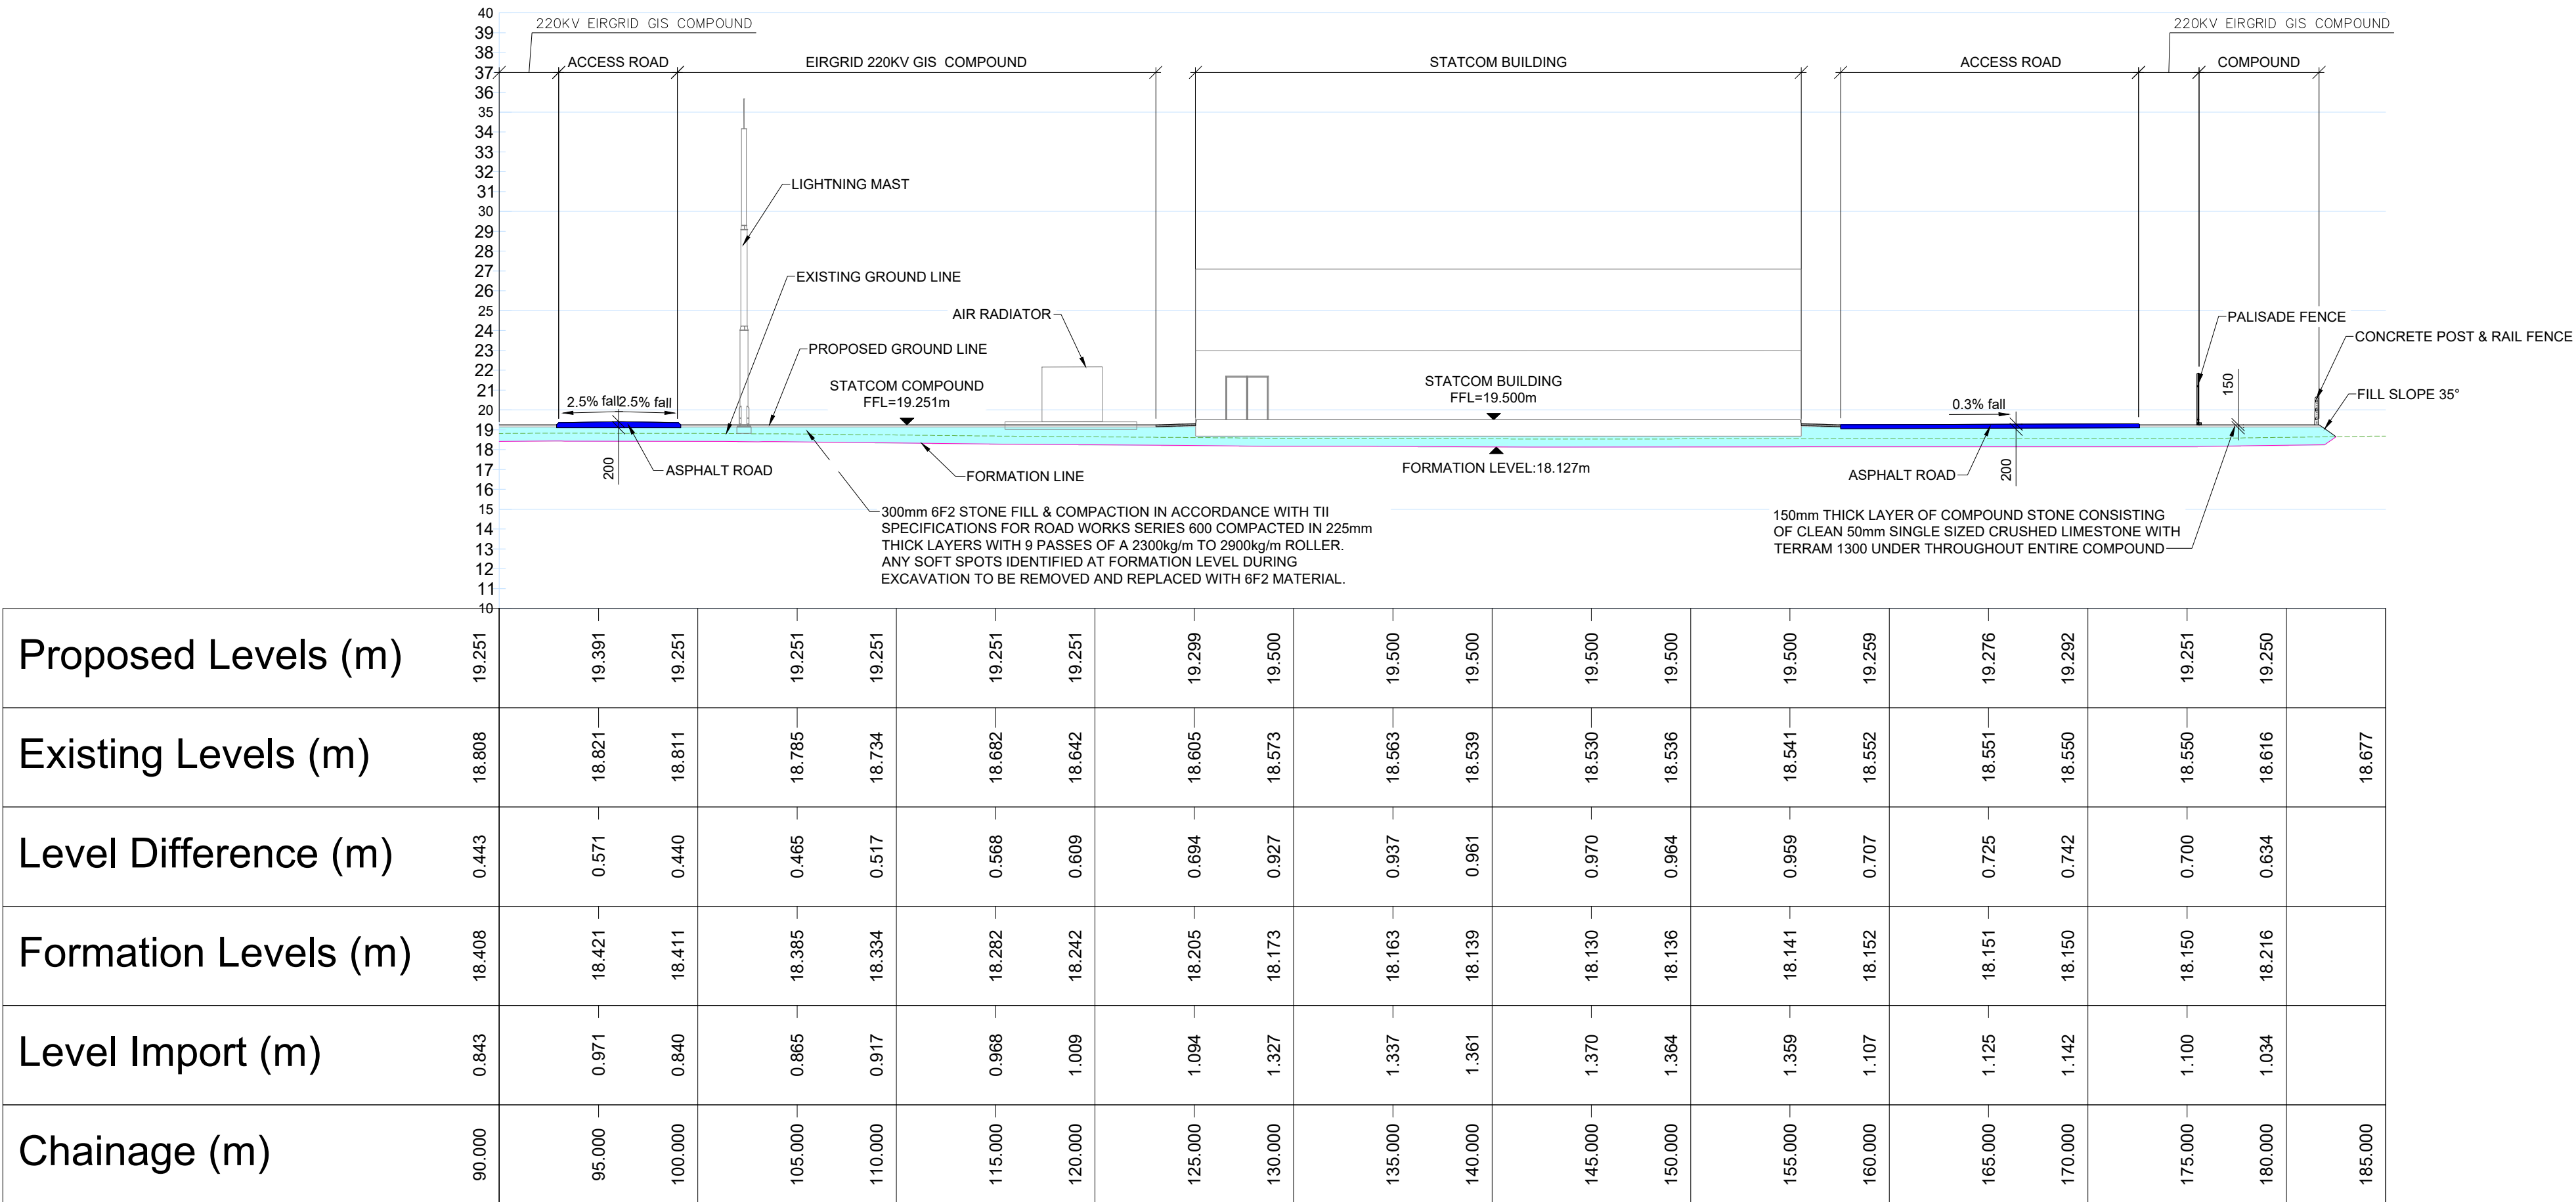 220KV EIRGRID GIS COMPOUND
220KV EIRGRID GIS COMPOUND
ACCESS ROAD
EIRGRID 220KV GIS COMPOUND
STATCOM BUILDING
ACCESS ROAD
COMPOUND
40
39
38
37
36
35
34
33
32
31
30
29
28
27
26
25
24
23
22
21
20
19
18
17
16
15
14
13
12
11
10
LIGHTNING MAST
EXISTING GROUND LINE
AIR RADIATOR
PROPOSED GROUND LINE
STATCOM COMPOUND
FFL=19.251m
STATCOM BUILDING
FFL=19.500m
PALISADE FENCE
CONCRETE POST & RAIL FENCE
150
FILL SLOPE 35°
2.5% fall
2.5% fall
0.3% fall
200
ASPHALT ROAD
FORMATION LINE
FORMATION LEVEL:18.127m
ASPHALT ROAD
200
300mm 6F2 STONE FILL & COMPACTION IN ACCORDANCE WITH TII
SPECIFICATIONS FOR ROAD WORKS SERIES 600 COMPACTED IN 225mm
THICK LAYERS WITH 9 PASSES OF A 2300kg/m TO 2900kg/m ROLLER.
ANY SOFT SPOTS IDENTIFIED AT FORMATION LEVEL DURING
EXCAVATION TO BE REMOVED AND REPLACED WITH 6F2 MATERIAL.
150mm THICK LAYER OF COMPOUND STONE CONSISTING
OF CLEAN 50mm SINGLE SIZED CRUSHED LIMESTONE WITH
TERRAM 1300 UNDER THROUGHOUT ENTIRE COMPOUND
Proposed Levels (m) 19.251 19.391 19.251 19.251 19.251 19.251 19.251 19.299 19.500 19.500 19.500 19.500 19.500 19.500 19.259 19.276 19.292 19.251 19.250
Existing Levels (m) 18.808 18.821 18.811 18.785 18.734 18.682 18.642 18.605 18.573 18.563 18.539 18.530 18.536 18.541 18.552 18.551 18.550 18.550 18.616 18.677
Level Difference (m) 0.443 0.571 0.440 0.465 0.517 0.568 0.609 0.694 0.927 0.937 0.961 0.970 0.964 0.959 0.707 0.725 0.742 0.700 0.634
Formation Levels (m) 18.408 18.421 18.411 18.385 18.334 18.282 18.242 18.205 18.173 18.163 18.139 18.130 18.136 18.141 18.152 18.151 18.150 18.150 18.216
Level Import (m) 0.843 0.971 0.840 0.865 0.917 0.968 1.009 1.094 1.327 1.337 1.361 1.370 1.364 1.359 1.107 1.125 1.142 1.100 1.034
Chainage (m) 90.000 95.000 100.000 105.000 110.000 115.000 120.000 125.000 130.000 135.000 140.000 145.000 150.000 155.000 160.000 165.000 170.000 175.000 180.000 185.000